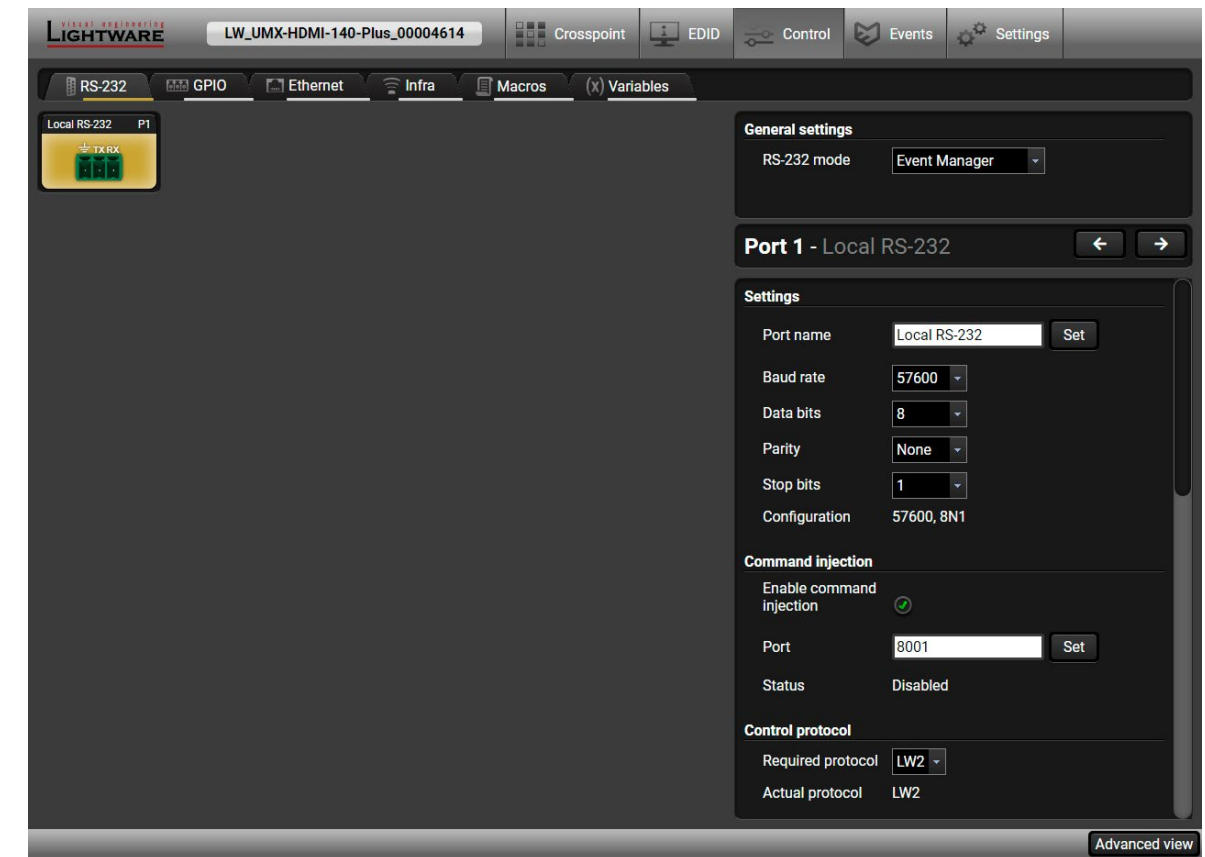 visual engineering
LIGHTWARE
LW_UMX-HDMI-140-Plus_00004614
Crosspoint
EDID
Control
Events
Settings
RS-232
GPIO
Ethernet
Infra
Macros
(x) Variables
Local RS-232 P1
TX RX
General settings
RS-232 mode Event Manager
Port 1 - Local RS-232
Settings
Port name Local RS-232 Set
Baud rate 57600
Data bits 8
Parity None
Stop bits 1
Configuration 57600, 8N1
Command injection
Enable command
injection
Port 8001 Set
Status Disabled
Control protocol
Required protocol LW2
Actual protocol LW2
Advanced view